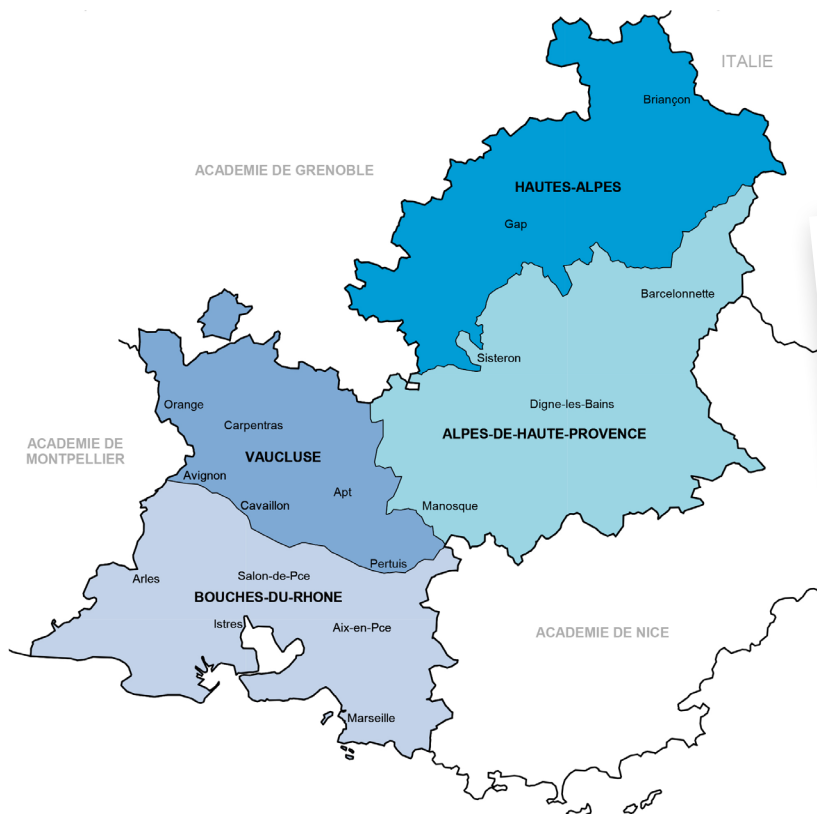 ITALIE
Briançon
ACADEMIE DE GRENOBLE
HAUTES-ALPES
Gap
Barcelonnette
Sisteron
Orange
Digne-les-Bains
Carpentras
ACADEMIE DE
MONTPELLIER
ALPES-DE-HAUTE-PROVENCE
VAUCLUSE
Avignon
Apt
Cavaillon
Manosque
Pertuis
Arles
Salon-de-Pce
BOUCHES-DU-RHONE
Istres
Aix-en-Pce
ACADEMIE DE NICE
Marseille